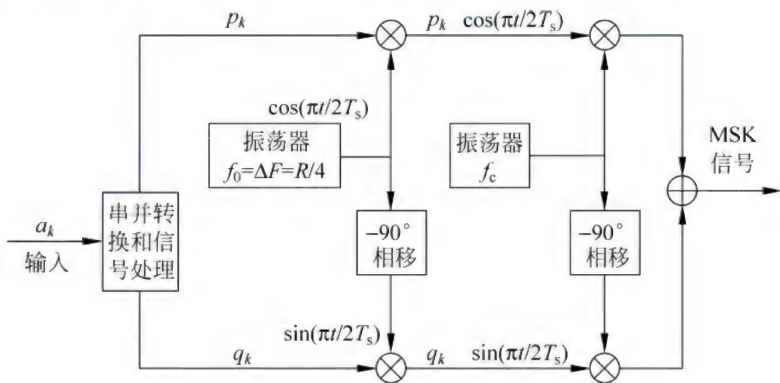 p_k
p_k cos(πt/2T_s)
cos(πt/2T_s)
振荡器
f_0=ΔF=R/4
振荡器
f_c
MSK
信号
a_k
输入
串并转
换和信
号处理
−90°
相移
−90°
相移
sin(πt/2T_s)
q_k
q_k sin(πt/2T_s)